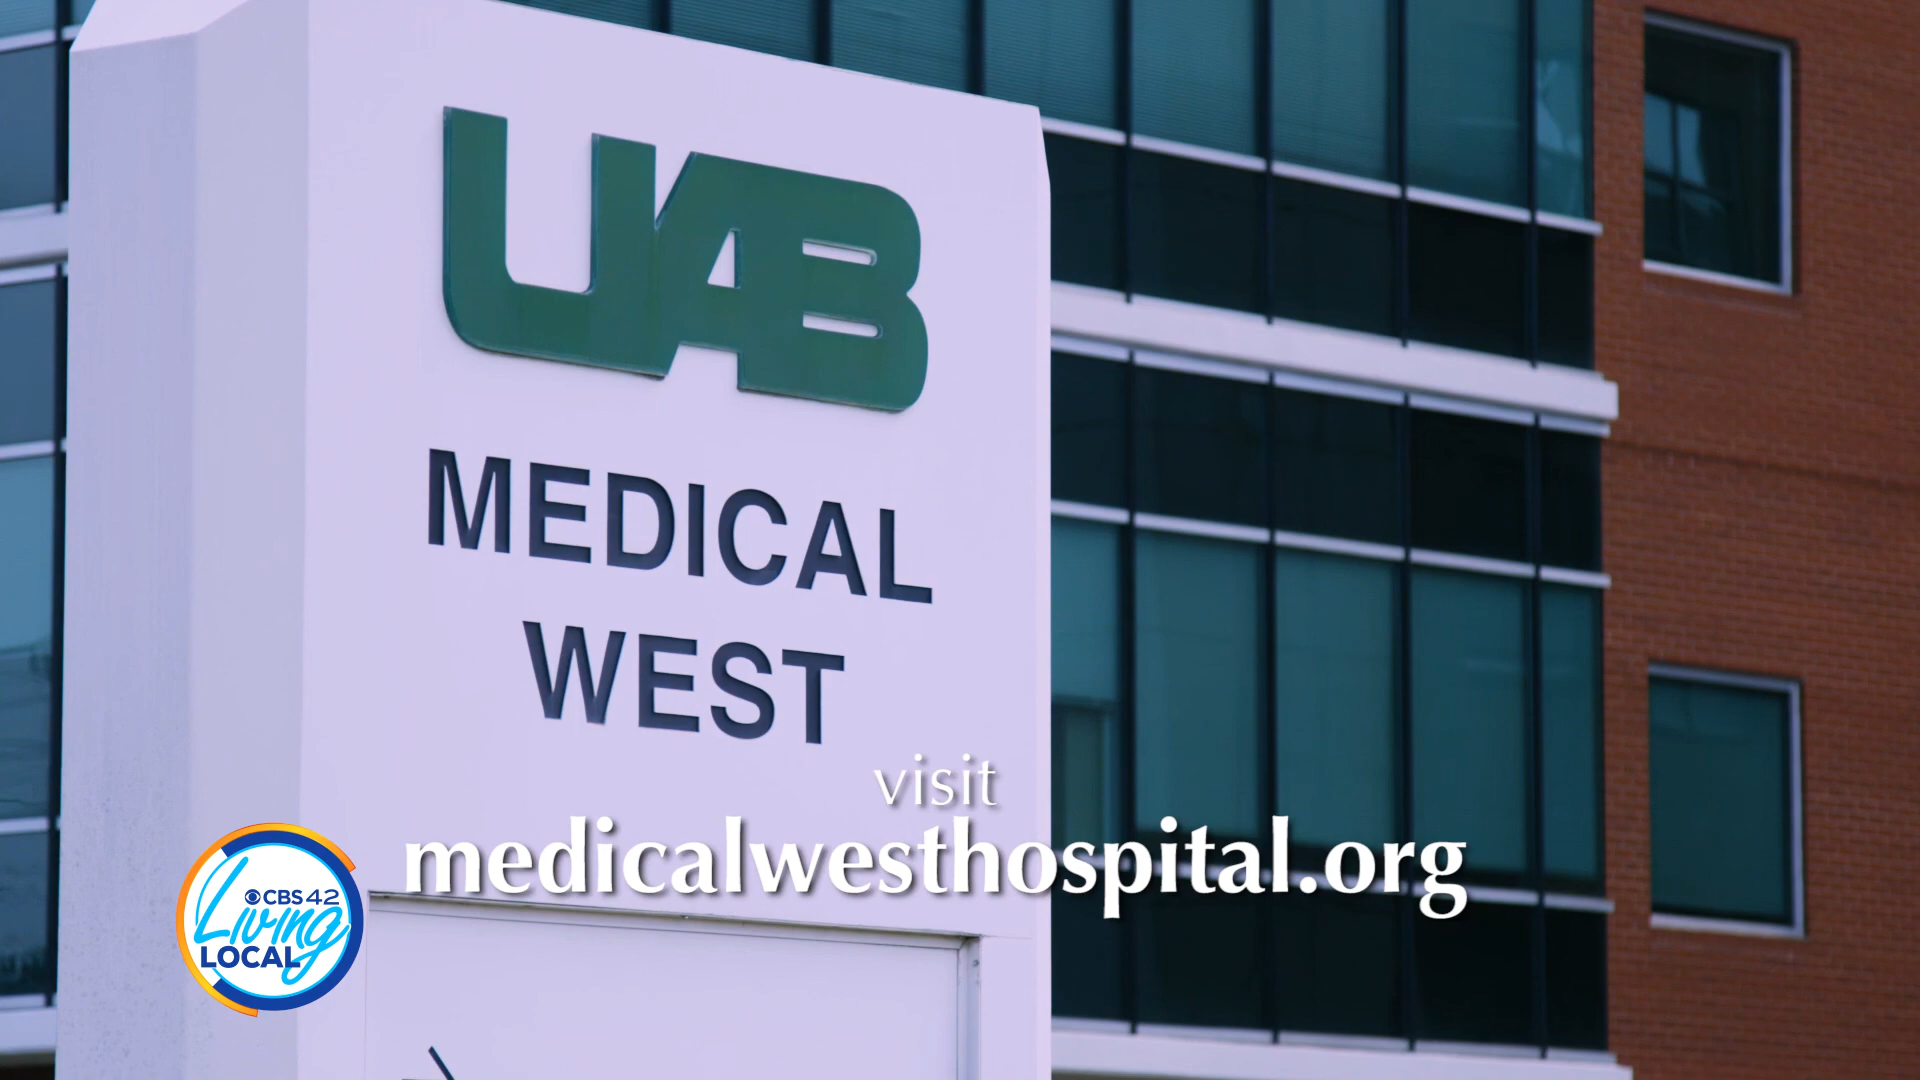 UAB
MEDICAL
WEST
visit
medicalwesthospital.org
CBS 42
Living
LOCAL